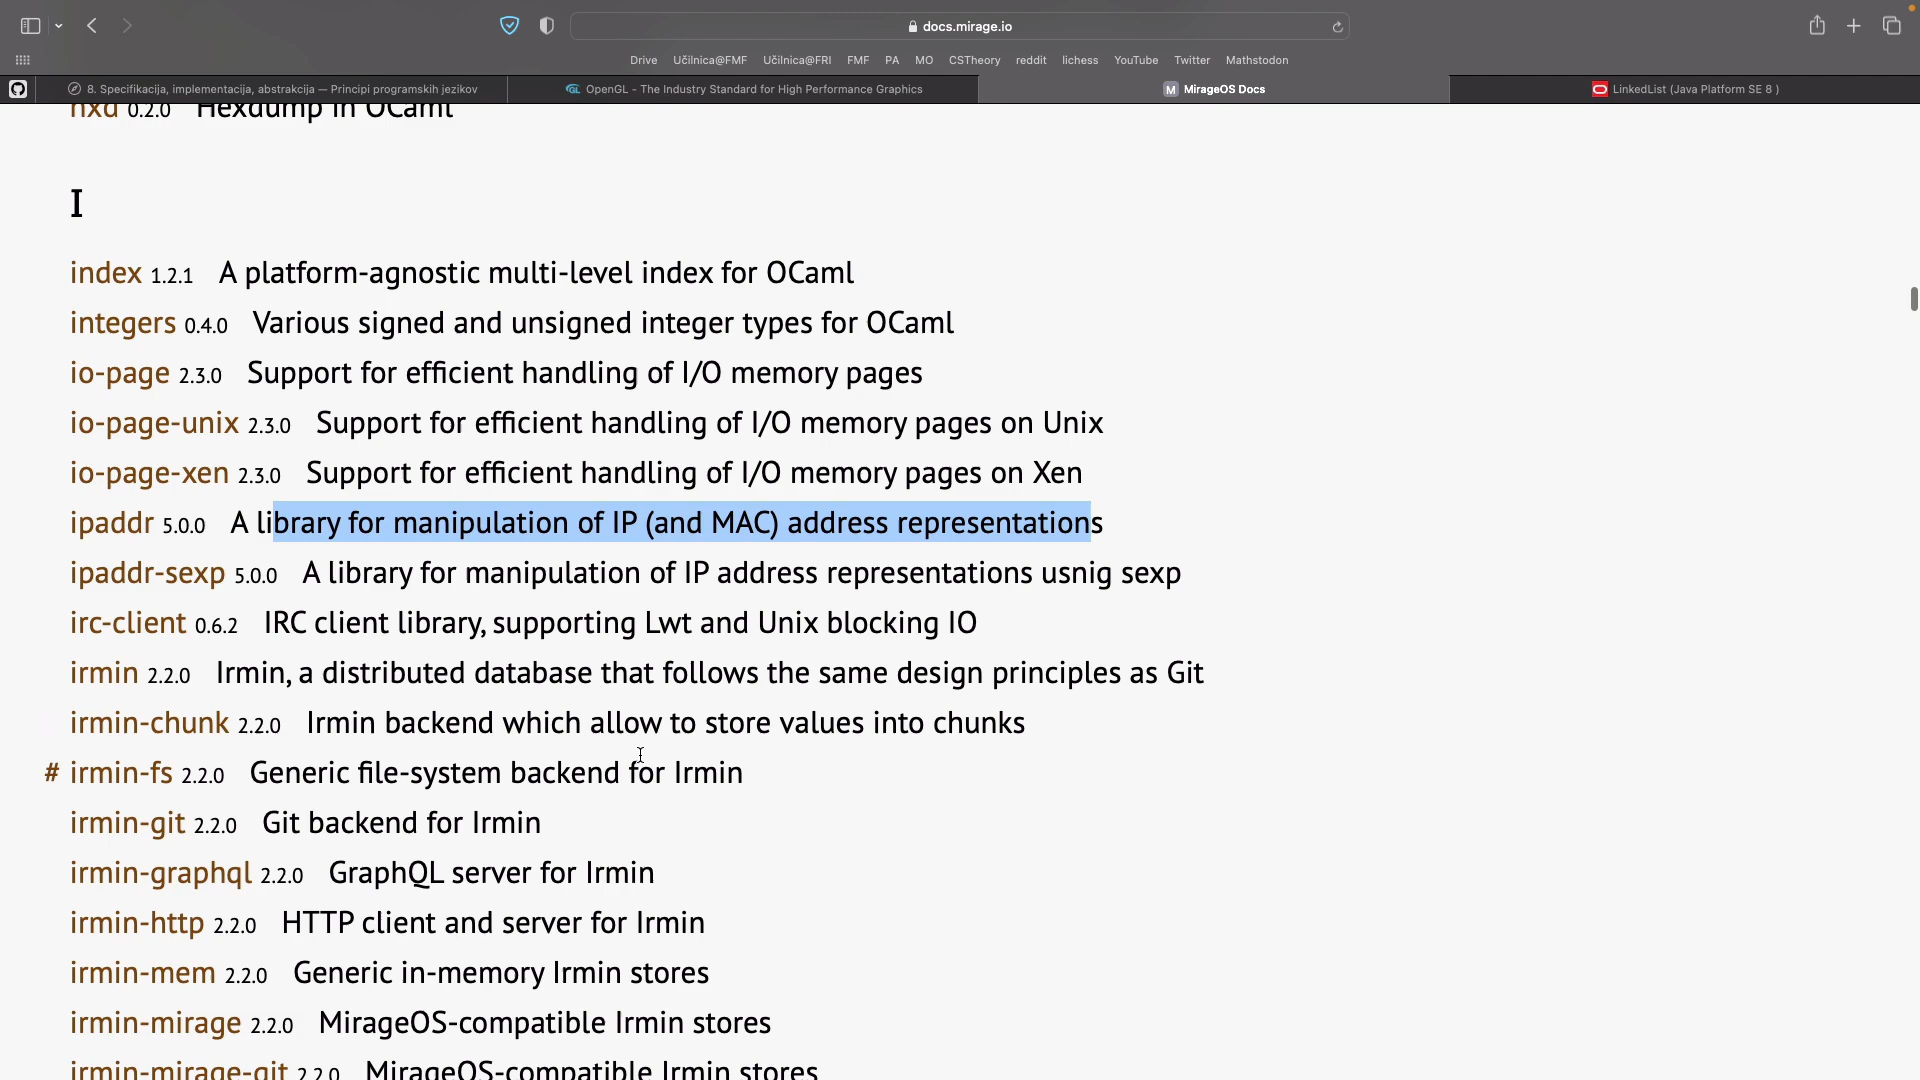 docs.mirage.io
Drive Učilnica@FMF Učilnica@FRI FMF PA MO CSTheory reddit lichess YouTube Twitter Mathstodon
8. Specifikacija, implementacija, abstrakcija — Principi programskih jezikov
OpenGL - The Industry Standard for High Performance Graphics
M MirageOS Docs
LinkedList (Java Platform SE 8 )
hxd 0.2.0 Hexdump in OCaml
I
index 1.2.1 A platform-agnostic multi-level index for OCaml
integers 0.4.0 Various signed and unsigned integer types for OCaml
io-page 2.3.0 Support for efficient handling of I/O memory pages
io-page-unix 2.3.0 Support for efficient handling of I/O memory pages on Unix
io-page-xen 2.3.0 Support for efficient handling of I/O memory pages on Xen
ipaddr 5.0.0 A library for manipulation of IP (and MAC) address representations
ipaddr-sexp 5.0.0 A library for manipulation of IP address representations usnig sexp
irc-client 0.6.2 IRC client library, supporting Lwt and Unix blocking IO
irmin 2.2.0 Irmin, a distributed database that follows the same design principles as Git
irmin-chunk 2.2.0 Irmin backend which allow to store values into chunks
# irmin-fs 2.2.0 Generic file-system backend for Irmin
irmin-git 2.2.0 Git backend for Irmin
irmin-graphql 2.2.0 GraphQL server for Irmin
irmin-http 2.2.0 HTTP client and server for Irmin
irmin-mem 2.2.0 Generic in-memory Irmin stores
irmin-mirage 2.2.0 MirageOS-compatible Irmin stores
irmin-mirage-git 2.2.0 MirageOS-compatible Irmin stores